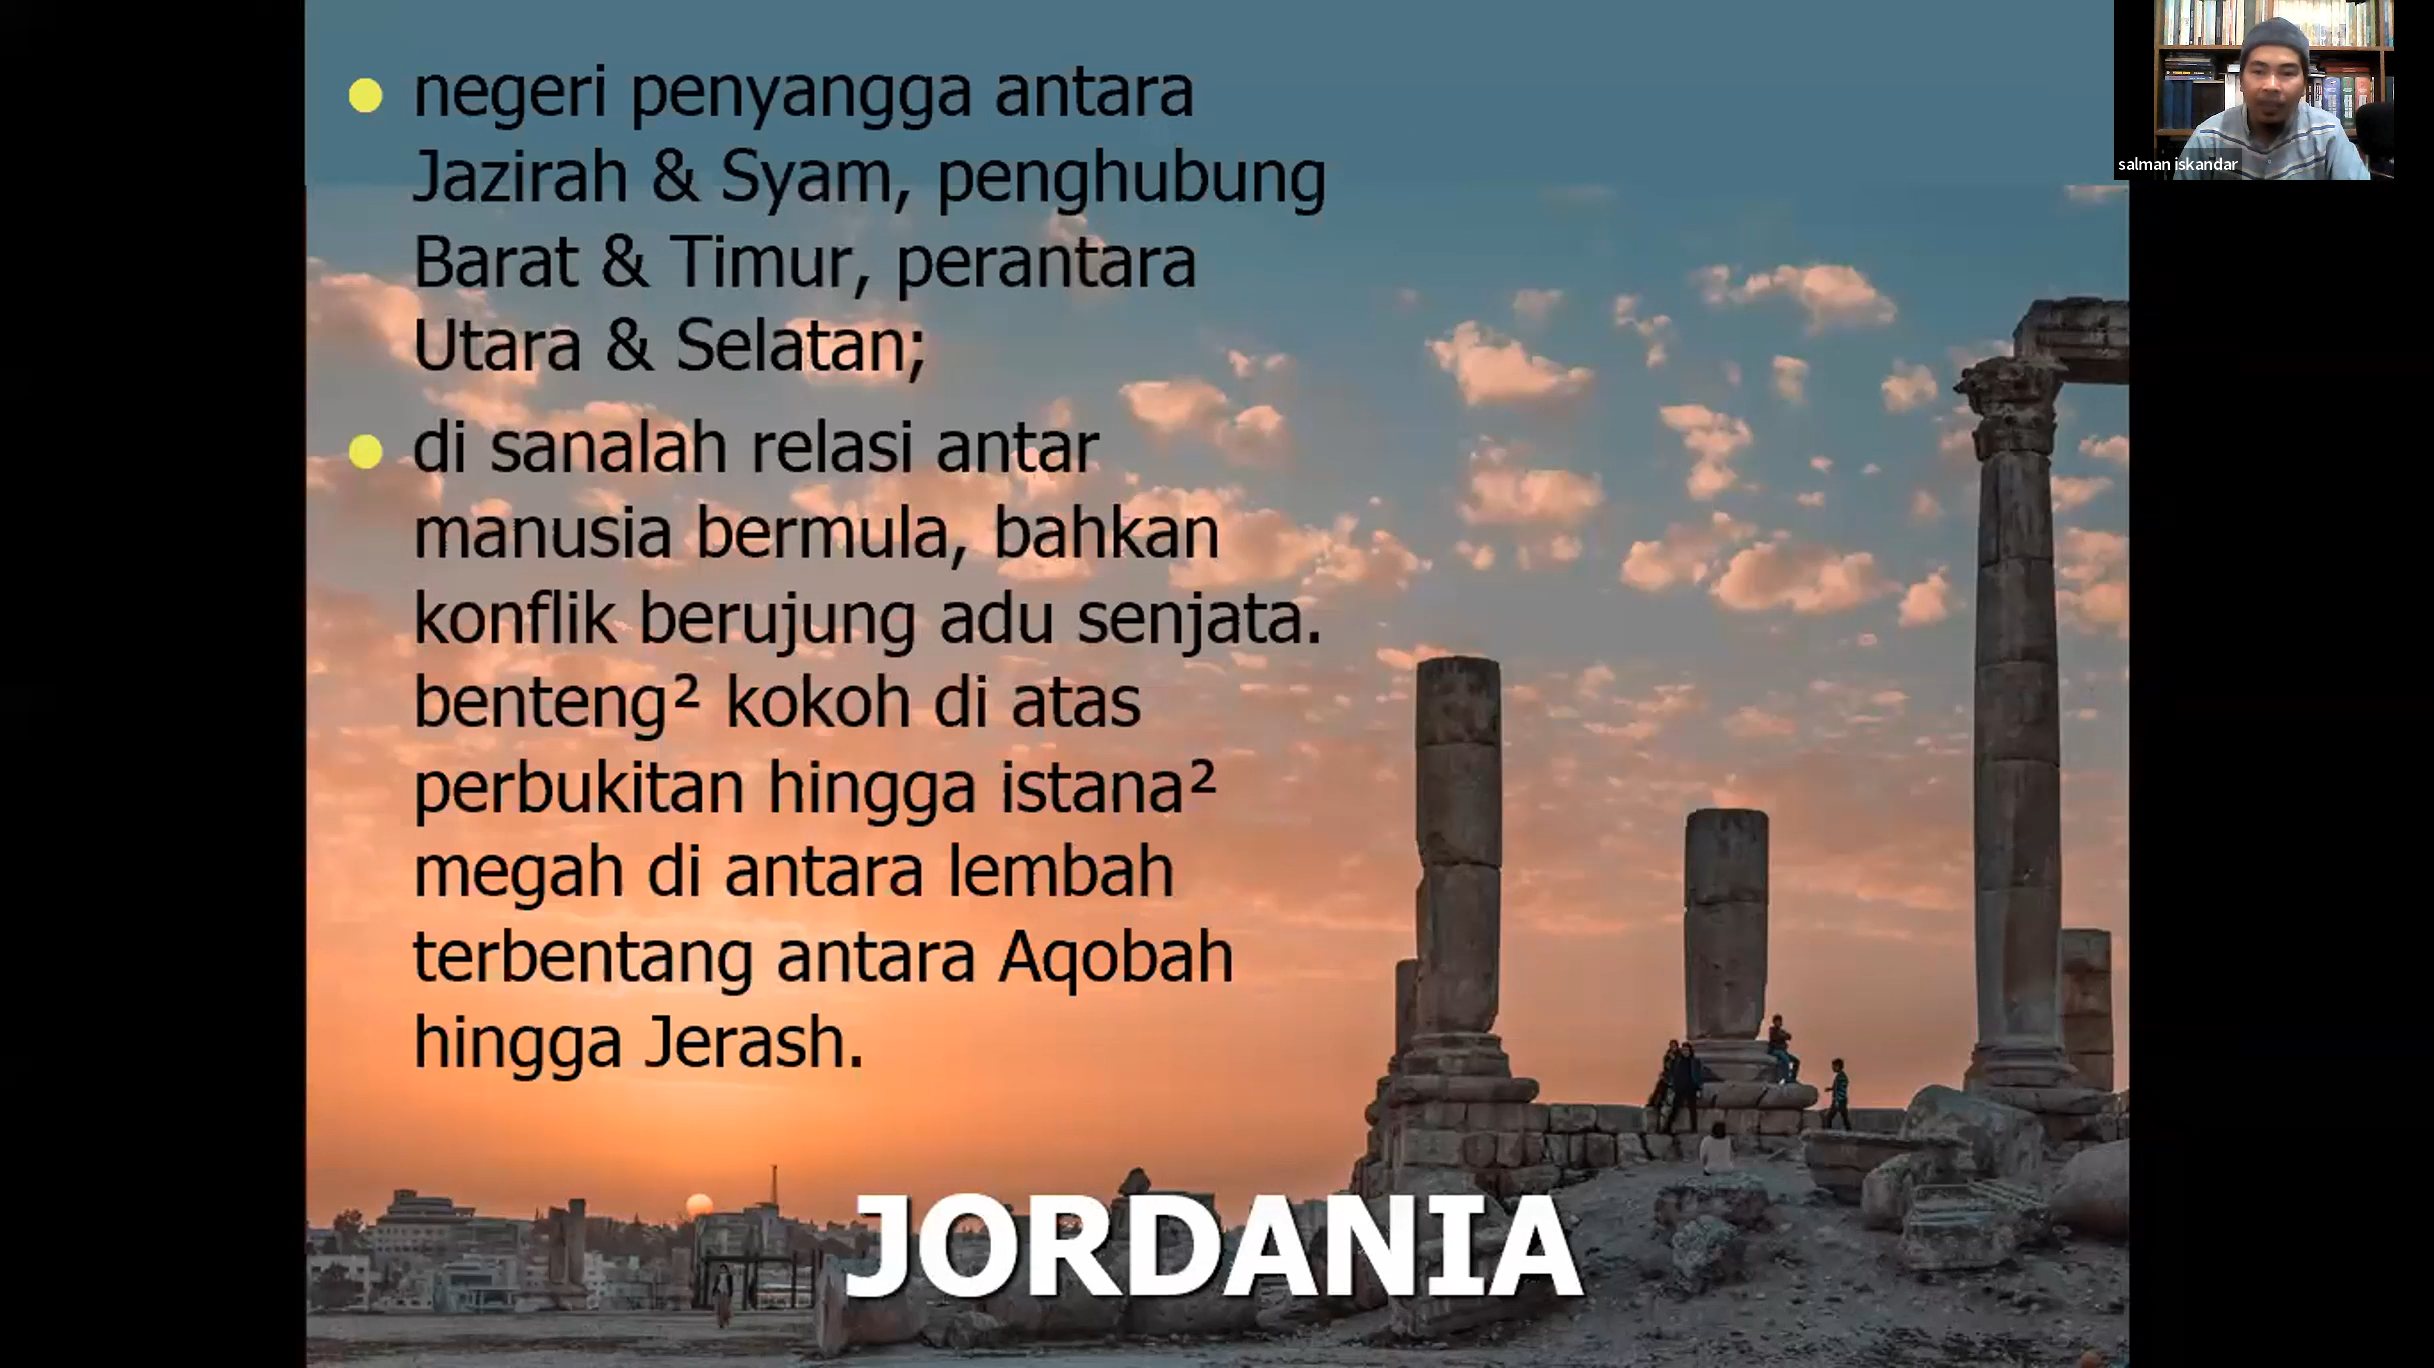 negeri penyangga antara
Jazirah & Syam, penghubung
Barat & Timur, perantara
Utara & Selatan;
di sanalah relasi antar
manusia bermula, bahkan
konflik berujung adu senjata.
benteng² kokoh di atas
perbukitan hingga istana²
megah di antara lembah
terbentang antara Aqobah
hingga Jerash.
JORDANIA
salman iskandar